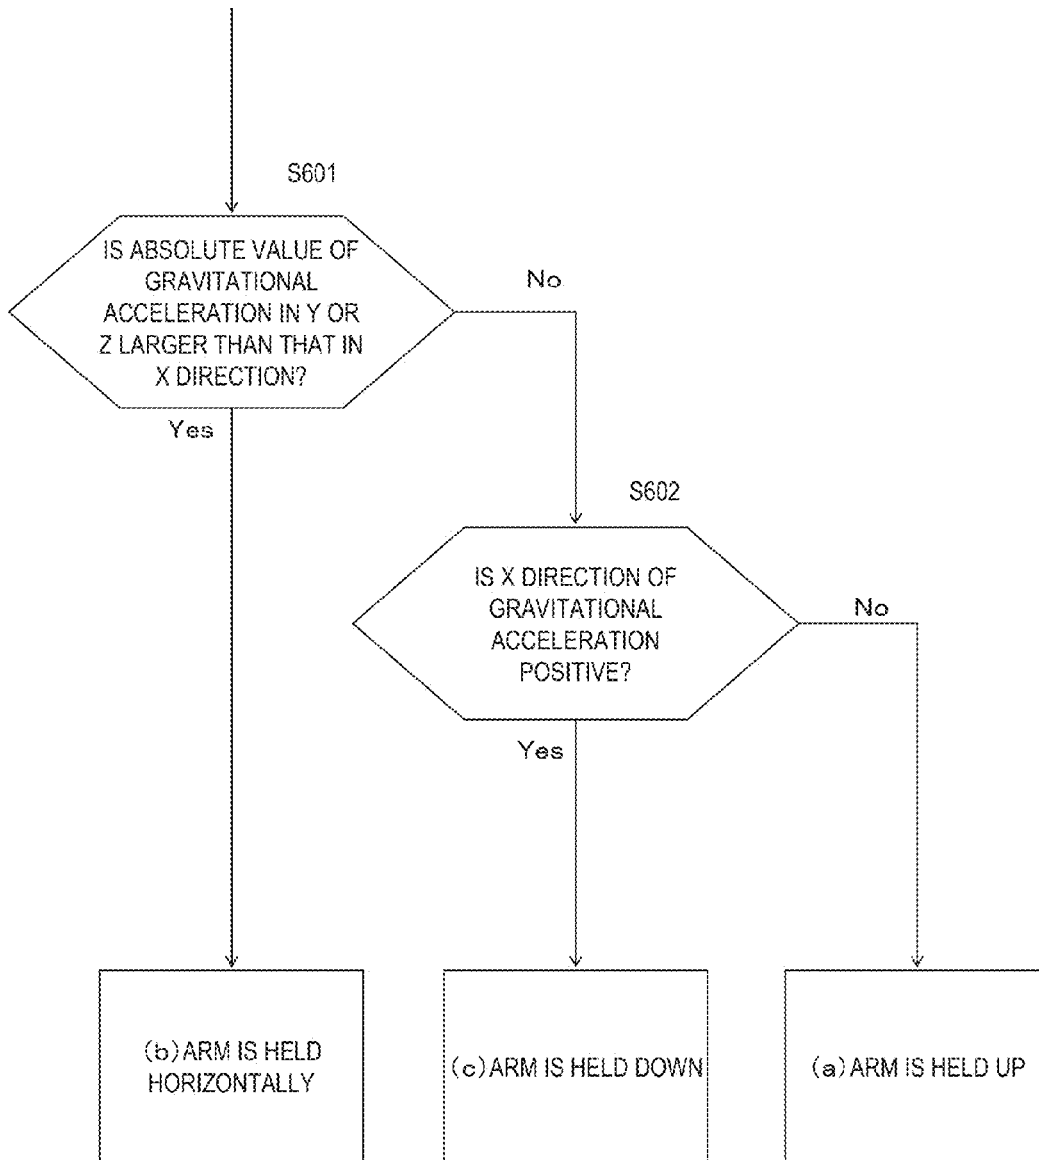 S601
IS ABSOLUTE VALUE OF
GRAVITATIONAL
ACCELERATION IN Y OR
Z LARGER THAN THAT IN
X DIRECTION?
No
Yes
S602
IS X DIRECTION OF
GRAVITATIONAL
ACCELERATION
POSITIVE?
No
Yes
(b) ARM IS HELD
HORIZONTALLY
(c) ARM IS HELD DOWN
(a) ARM IS HELD UP